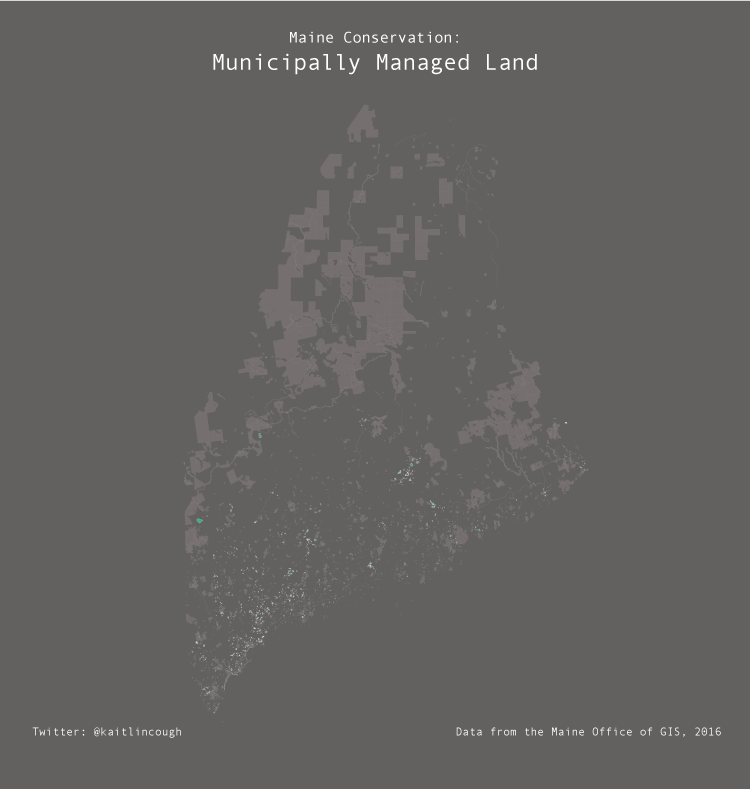 Maine Conservation:
Municipally Managed Land
Twitter: @kaitlincough
Data from the Maine Office of GIS, 2016